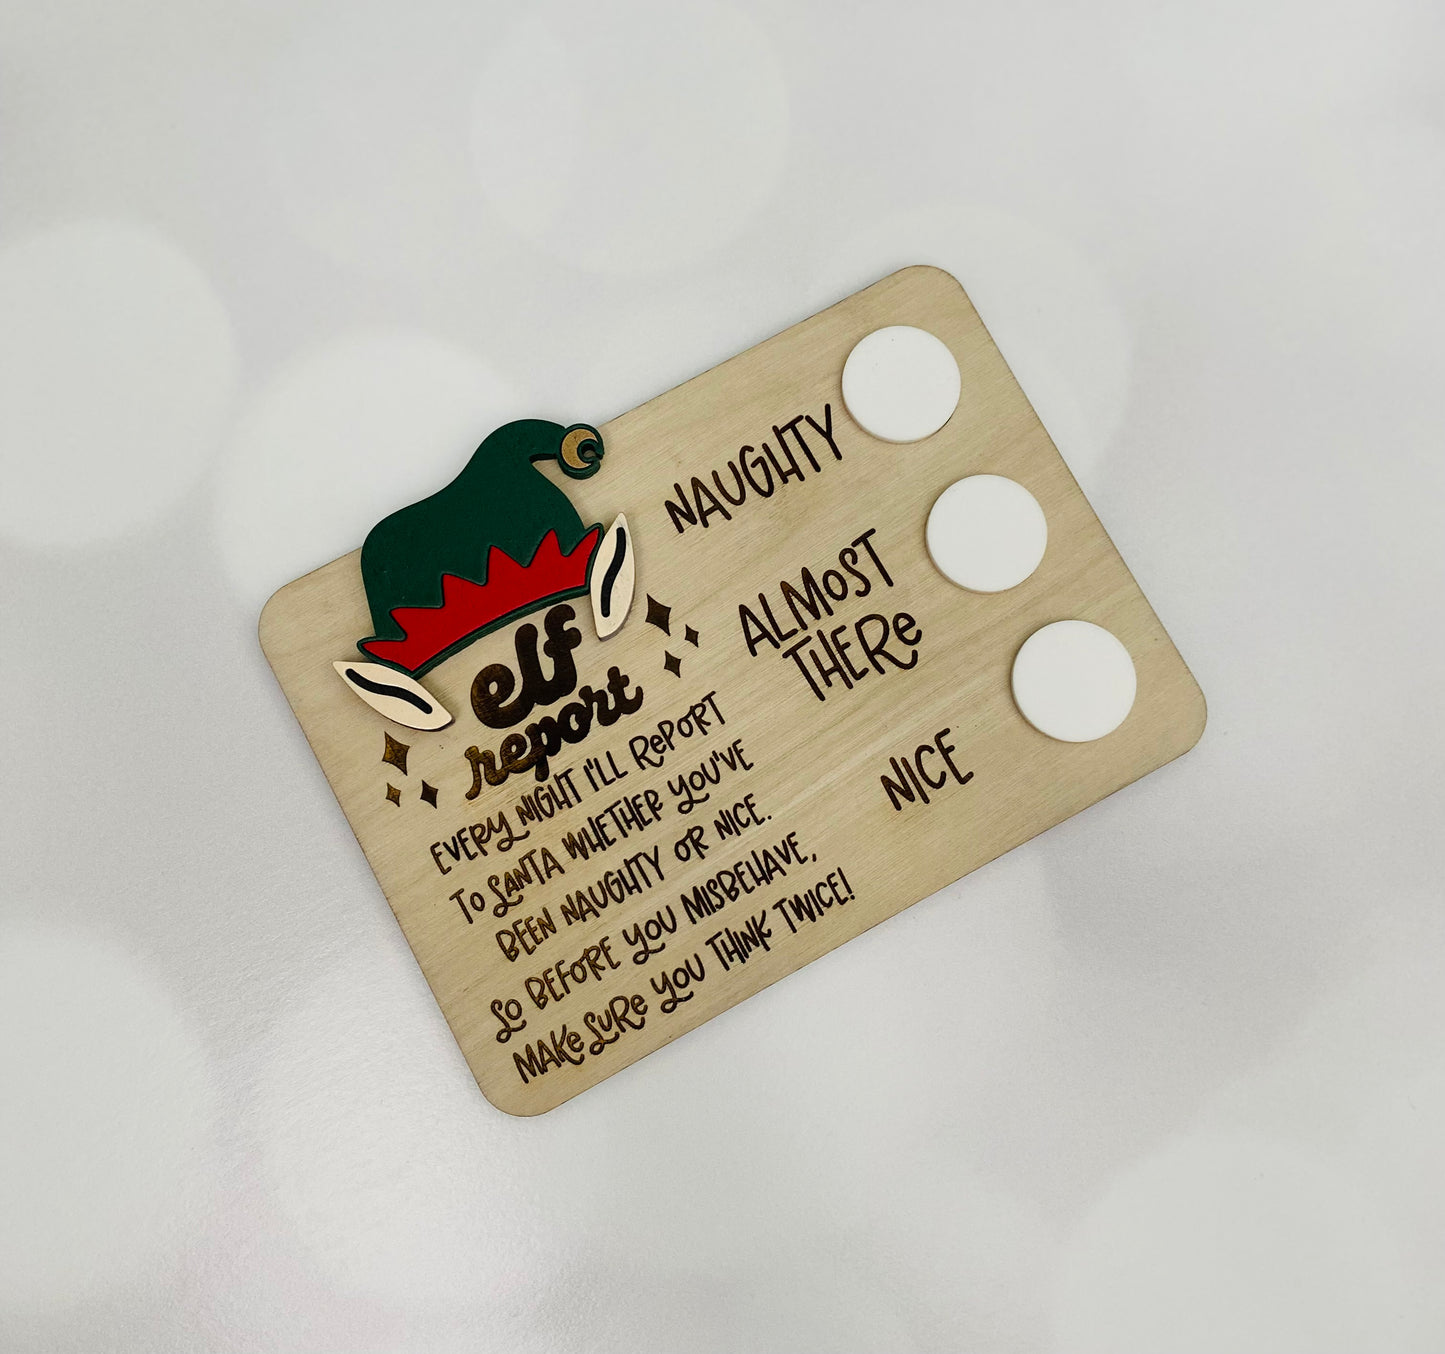 elf
report
EVERY NIGHT I'LL REPORT
TO SANTA WHETHER YOU'VE
BEEN NAUGHTY OR NICE.
SO BEFORE YOU MISBEHAVE,
MAKE SURE YOU THINK TWICE!
NAUGHTY
ALMOST
THERE
NICE